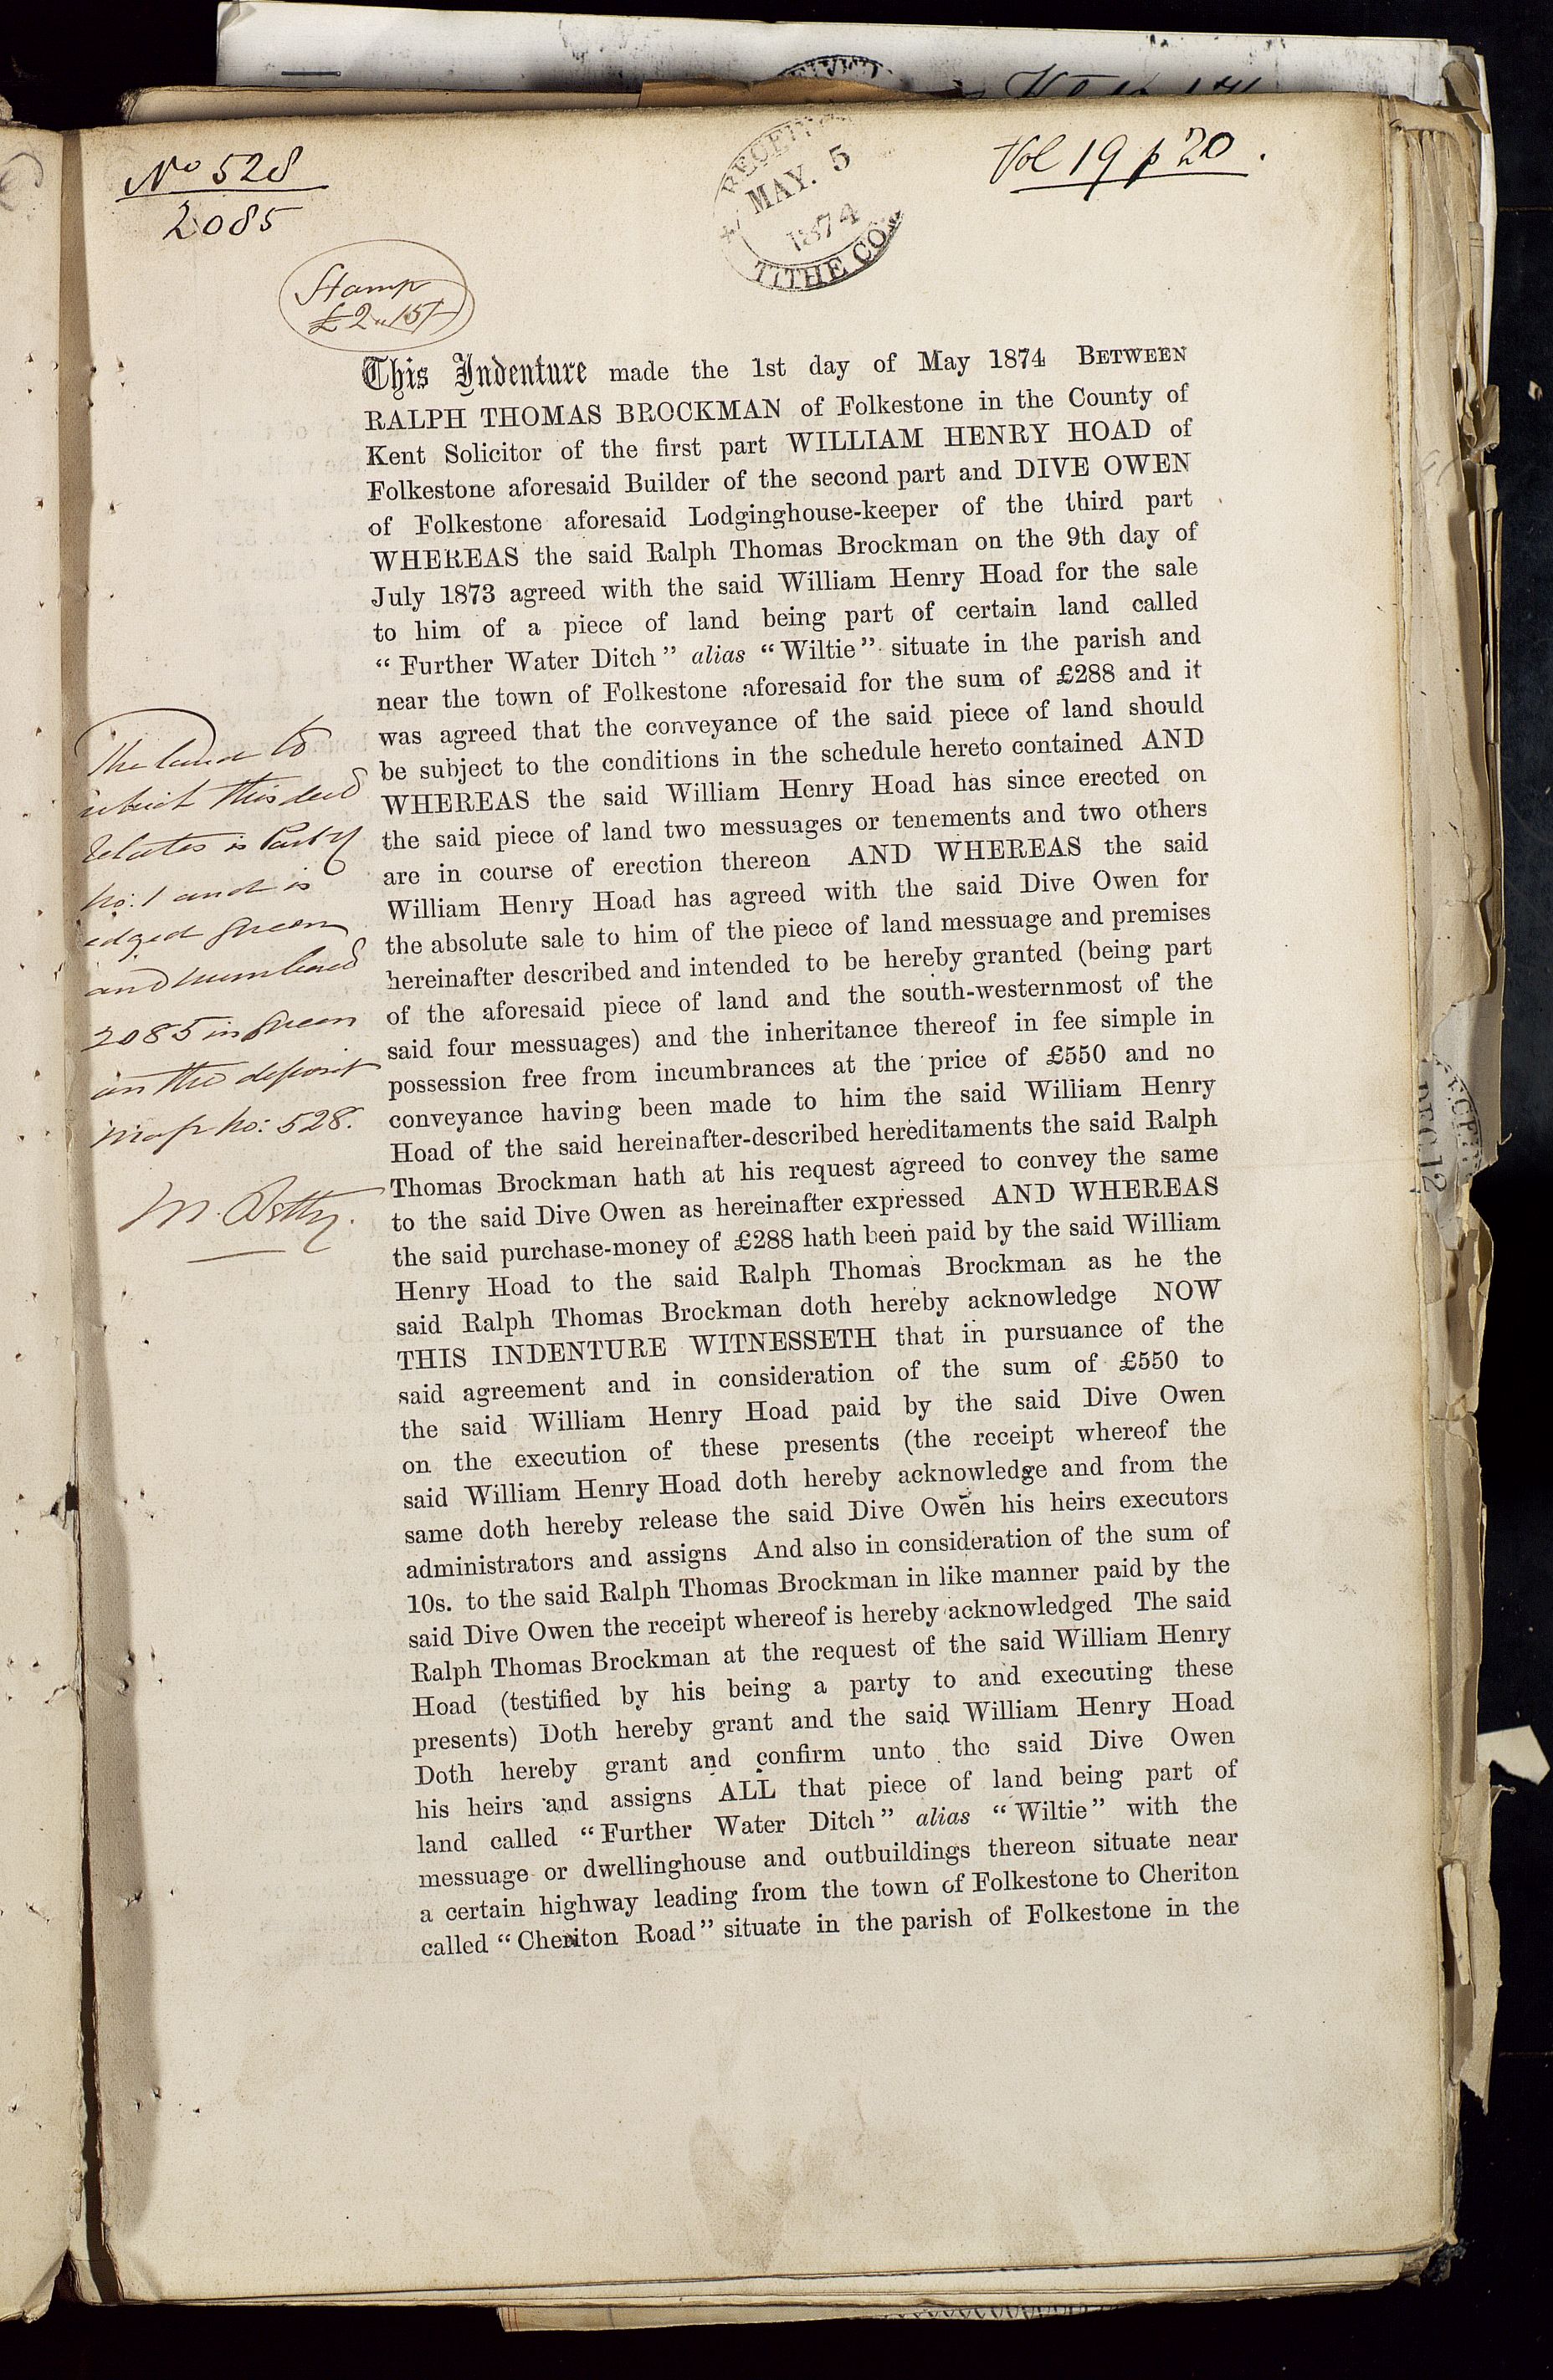 No 528
2085
Vol 19 p 20.
RECEIVED
MAY. 5
1874
TITHE COM
Stamp
£2 " 15/-
This Indenture made the 1st day of May 1874 BETWEEN
RALPH THOMAS BROCKMAN of Folkestone in the County of
Kent Solicitor of the first part WILLIAM HENRY HOAD of
Folkestone aforesaid Builder of the second part and DIVE OWEN
of Folkestone aforesaid Lodginghouse-keeper of the third part
WHEREAS the said Ralph Thomas Brockman on the 9th day of
July 1873 agreed with the said William Henry Hoad for the sale
to him of a piece of land being part of certain land called
“Further Water Ditch” alias “Wiltie” situate in the parish and
near the town of Folkestone aforesaid for the sum of £288 and it
was agreed that the conveyance of the said piece of land should
be subject to the conditions in the schedule hereto contained AND
WHEREAS the said William Henry Hoad has since erected on
the said piece of land two messuages or tenements and two others
are in course of erection thereon AND WHEREAS the said
William Henry Hoad has agreed with the said Dive Owen for
the absolute sale to him of the piece of land messuage and premises
hereinafter described and intended to be hereby granted (being part
of the aforesaid piece of land and the south-westernmost of the
said four messuages) and the inheritance thereof in fee simple in
possession free from incumbrances at the price of £550 and no
conveyance having been made to him the said William Henry
Hoad of the said hereinafter-described hereditaments the said Ralph
Thomas Brockman hath at his request agreed to convey the same
to the said Dive Owen as hereinafter expressed AND WHEREAS
the said purchase-money of £288 hath been paid by the said William
Henry Hoad to the said Ralph Thomas Brockman as he the
said Ralph Thomas Brockman doth hereby acknowledge NOW
THIS INDENTURE WITNESSETH that in pursuance of the
said agreement and in consideration of the sum of £550 to
the said William Henry Hoad paid by the said Dive Owen
on the execution of these presents (the receipt whereof the
said William Henry Hoad doth hereby acknowledge and from the
same doth hereby release the said Dive Owen his heirs executors
administrators and assigns And also in consideration of the sum of
10s. to the said Ralph Thomas Brockman in like manner paid by the
said Dive Owen the receipt whereof is hereby acknowledged The said
Ralph Thomas Brockman at the request of the said William Henry
Hoad (testified by his being a party to and executing these
presents) Doth hereby grant and the said William Henry Hoad
Doth hereby grant and confirm unto the said Dive Owen
his heirs and assigns ALL that piece of land being part of
land called “Further Water Ditch” alias “Wiltie” with the
messuage or dwellinghouse and outbuildings thereon situate near
a certain highway leading from the town of Folkestone to Cheriton
called “Cheriton Road” situate in the parish of Folkestone in the
The land to
which this deed
relates is Part of
No: 1 and is
edged green
and numbered
2085 in green
on the deposit
map No: 528.
DEC 12